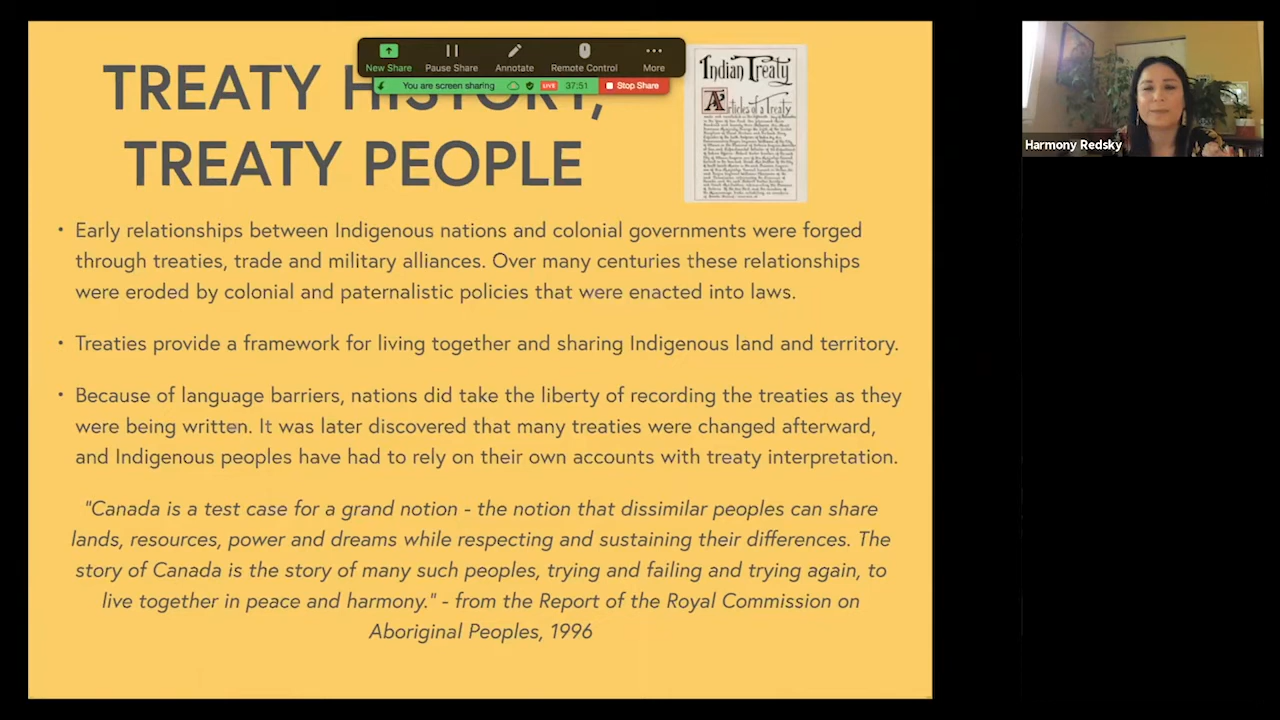 New Share
Pause Share
Annotate
Remote Control
More
You are screen sharing
LIVE
37:51
Stop Share
TREATY HISTORY,
TREATY PEOPLE
Indian Treaty
Articles of a Treaty
Harmony Redsky
• Early relationships between Indigenous nations and colonial governments were forged
through treaties, trade and military alliances. Over many centuries these relationships
were eroded by colonial and paternalistic policies that were enacted into laws.
• Treaties provide a framework for living together and sharing Indigenous land and territory.
• Because of language barriers, nations did take the liberty of recording the treaties as they
were being written. It was later discovered that many treaties were changed afterward,
and Indigenous peoples have had to rely on their own accounts with treaty interpretation.
"Canada is a test case for a grand notion - the notion that dissimilar peoples can share
lands, resources, power and dreams while respecting and sustaining their differences. The
story of Canada is the story of many such peoples, trying and failing and trying again, to
live together in peace and harmony." - from the Report of the Royal Commission on
Aboriginal Peoples, 1996